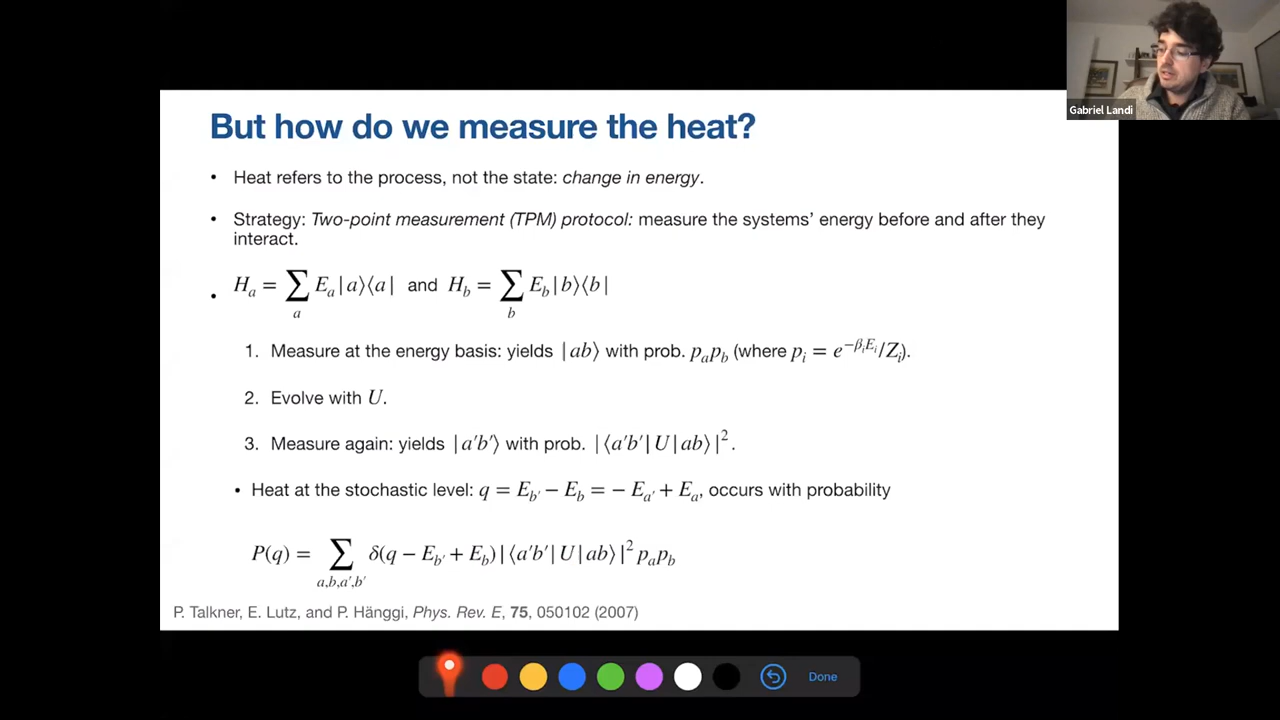 Gabriel Landi
But how do we measure the heat?
• Heat refers to the process, not the state: change in energy.
• Strategy: Two-point measurement (TPM) protocol: measure the systems' energy before and after they
interact.
• H_a = ∑_a E_a|a⟩⟨a| and H_b = ∑_b E_b|b⟩⟨b|
1. Measure at the energy basis: yields |ab⟩ with prob. p_a p_b (where p_i = e^{−β_i E_i}/Z_i).
2. Evolve with U.
3. Measure again: yields |a′b′⟩ with prob. |⟨a′b′|U|ab⟩|².
• Heat at the stochastic level: q = E_{b′} − E_b = − E_{a′} + E_a, occurs with probability
P(q) = ∑_{a,b,a′,b′} δ(q − E_{b′} + E_b)|⟨a′b′|U|ab⟩|² p_a p_b
P. Talkner, E. Lutz, and P. Hänggi, Phys. Rev. E, 75, 050102 (2007)
Done